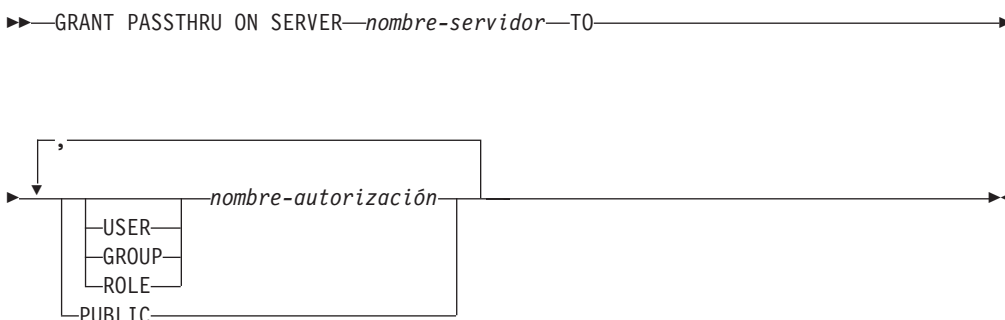 GRANT PASSTHRU ON SERVER nombre-servidor TO
,
nombre-autorización
USER
GROUP
ROLE
PUBLIC